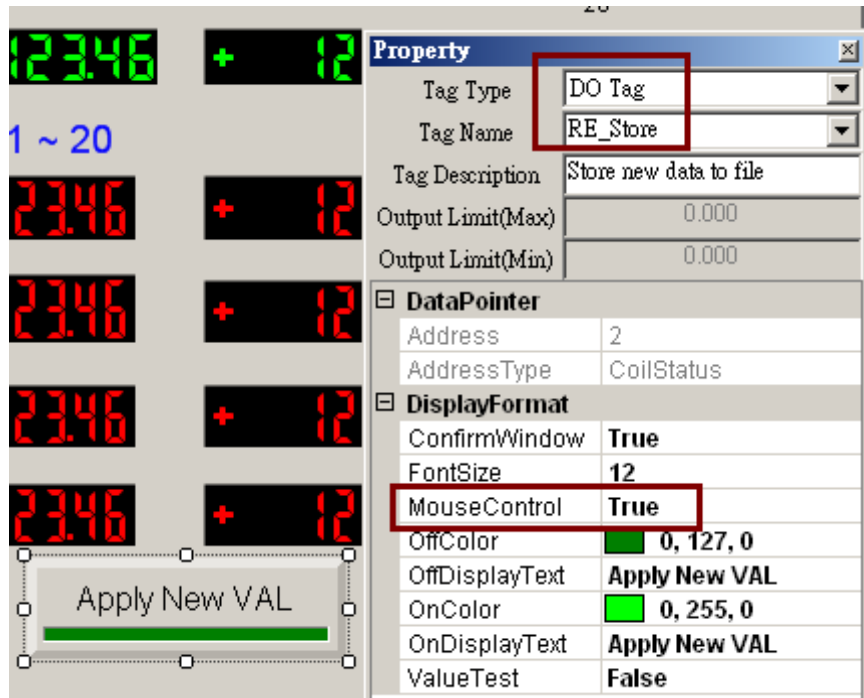 123.46 + 12
1 ~ 20
23.46 + 12
23.46 + 12
23.46 + 12
23.46 + 12
Apply New VAL
Property
Tag Type DO Tag
Tag Name RE_Store
Tag Description Store new data to file
Output Limit(Max) 0.000
Output Limit(Min) 0.000
DataPointer
Address 2
AddressType CoilStatus
DisplayFormat
ConfirmWindow True
FontSize 12
MouseControl True
OffColor 0, 127, 0
OffDisplayText Apply New VAL
OnColor 0, 255, 0
OnDisplayText Apply New VAL
ValueTest False